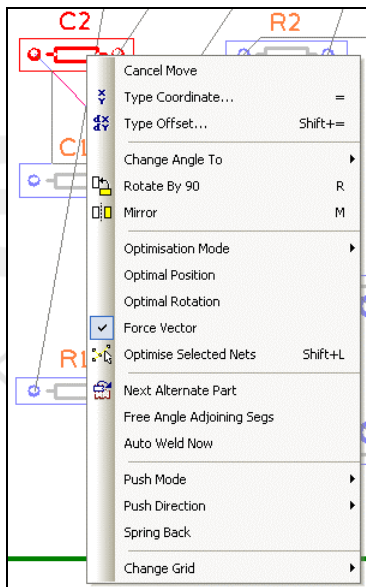 C2
R2
Cancel Move
Type Coordinate... =
Type Offset... Shift+=
C1
Change Angle To
Rotate By 90 R
Mirror M
Optimisation Mode
Optimal Position
Optimal Rotation
Force Vector
R1
Optimise Selected Nets Shift+L
Next Alternate Part
Free Angle Adjoining Segs
Auto Weld Now
Push Mode
Push Direction
Spring Back
Change Grid